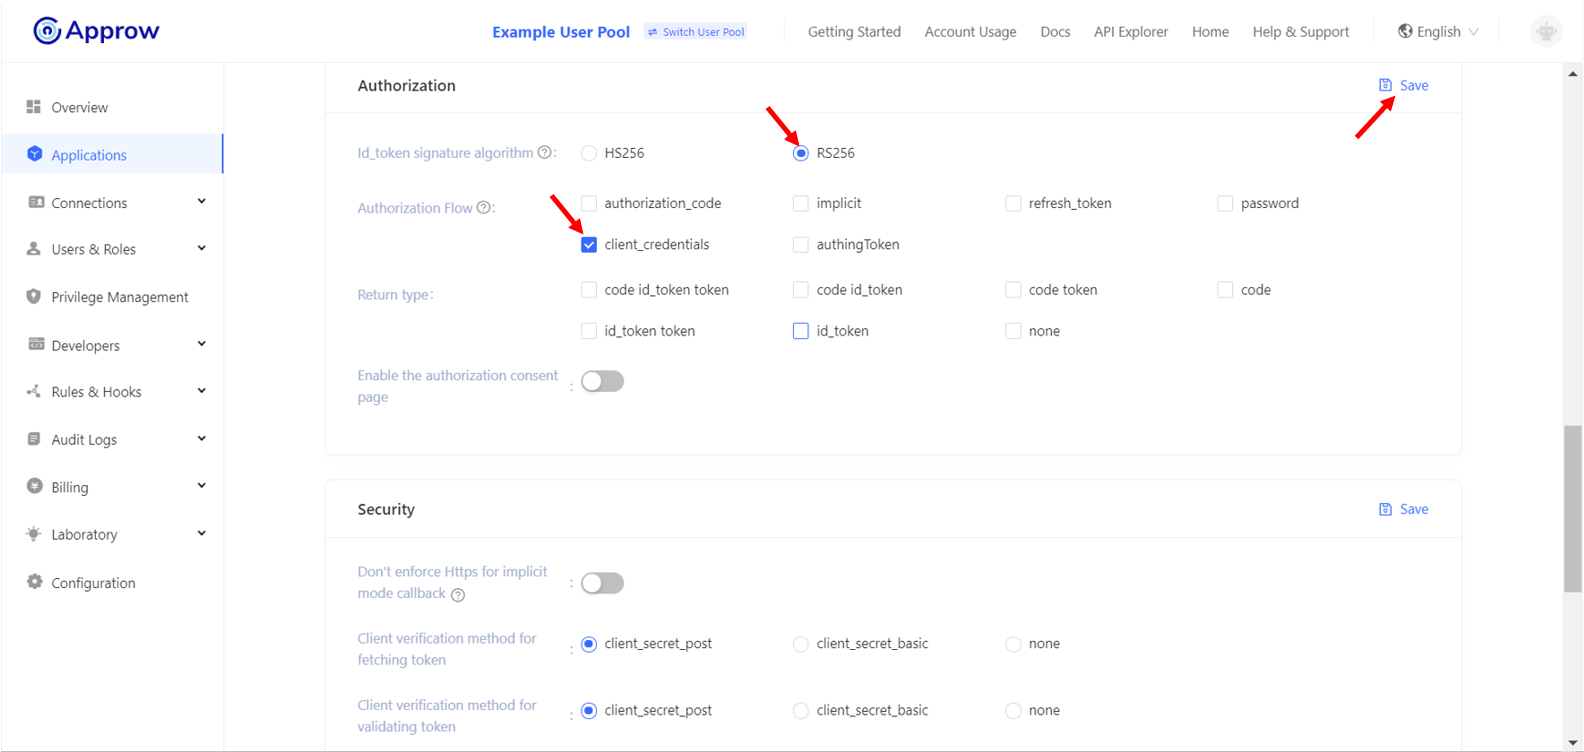 Approw
Example User Pool
Switch User Pool
Getting Started
Account Usage
Docs
API Explorer
Home
Help & Support
English
Overview
Applications
Connections
Users & Roles
Privilege Management
Developers
Rules & Hooks
Audit Logs
Billing
Laboratory
Configuration
Authorization
Save
Id_token signature algorithm ? :
HS256
RS256
Authorization Flow ? :
authorization_code
implicit
refresh_token
password
client_credentials
authingToken
Return type:
code id_token token
code id_token
code token
code
id_token token
id_token
none
Enable the authorization consent
page :
Security
Save
Don't enforce Https for implicit
mode callback ? :
Client verification method for
fetching token :
client_secret_post
client_secret_basic
none
Client verification method for
validating token :
client_secret_post
client_secret_basic
none